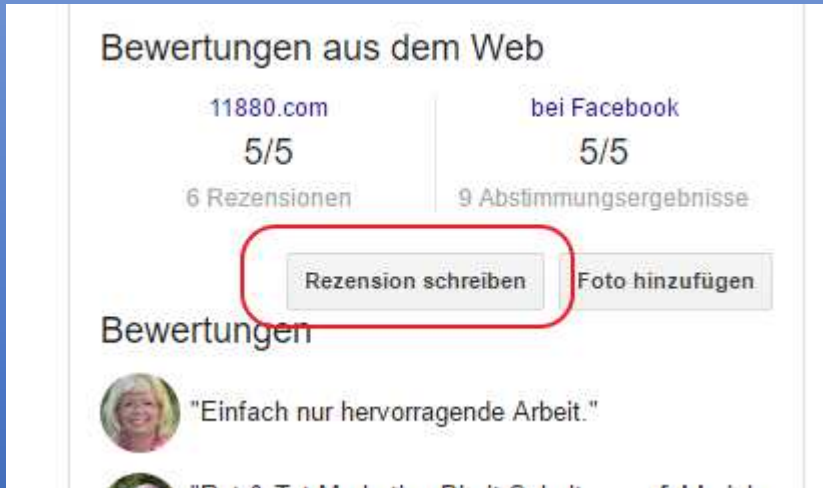 Bewertungen aus dem Web
11880.com
bei Facebook
5/5
5/5
6 Rezensionen
9 Abstimmungsergebnisse
Rezension schreiben
Foto hinzufügen
Bewertungen
"Einfach nur hervorragende Arbeit."